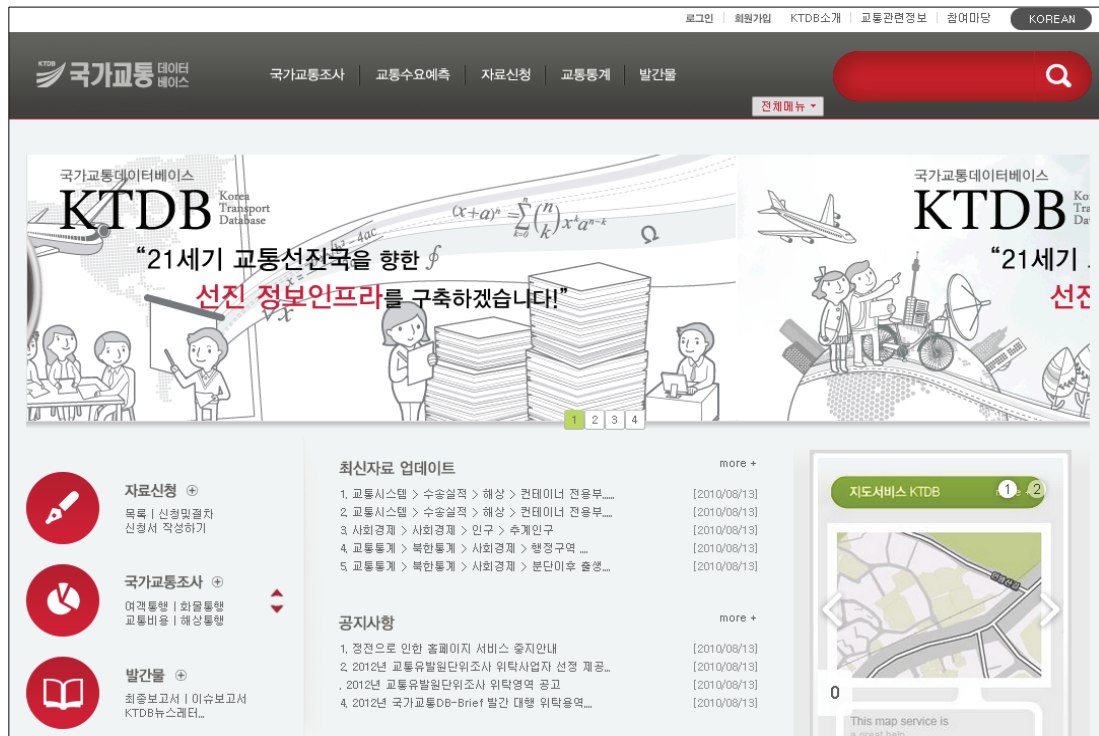 로그인 회원가입 KTDB소개 교통관련정보 참여마당 KOREAN
KTDB 국가교통 데이터 베이스
국가교통조사 교통수요예측 자료신청 교통통계 발간물
전체메뉴
국가교통데이터베이스
KTDB Korea Transport Database
"21세기 교통선진국을 향한
선진 정보인프라를 구축하겠습니다!"
(x+a)ⁿ = ∑ (n k) xᵏ aⁿ⁻ᵏ
k=0
국가교통데이터베이스
KTDB
"21세기
선진
1 2 3 4
자료신청
목록 | 신청및결차
신청서 작성하기
국가교통조사
여객통행 | 화물통행
교통비용 | 해상통행
발간물
최종보고서 | 이슈보고서
KTDB뉴스레터...
최신자료 업데이트 more +
1, 교통시스템 > 수송실적 > 해상 > 컨테이너 전용부..... [2010/08/13]
2, 교통시스템 > 수송실적 > 해상 > 컨테이너 전용부..... [2010/08/13]
3, 사회경제 > 사회경제 > 인구 > 추계인구 [2010/08/13]
4, 교통통계 > 북한통계 > 사회경제 > 행정구역 .... [2010/08/13]
5, 교통통계 > 북한통계 > 사회경제 > 분단이후 출생.... [2010/08/13]
공지사항 more +
1, 정전으로 인한 홈페이지 서비스 중지안내 [2010/08/13]
2, 2012년 교통유발원단위조사 위탁사업자 선정 제공... [2010/08/13]
, 2012년 교통유발원단위조사 위탁영역 공고 [2010/08/13]
4, 2012년 국가교통DB-Brief 발간 대행 위탁용역.... [2010/08/13]
지도서비스 KTDB 1 2
0
This map service is
a great help